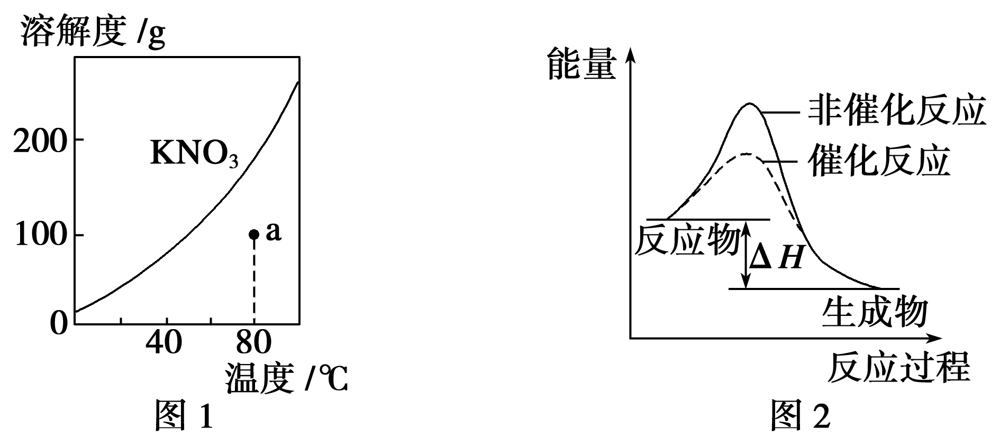 溶解度 /g
200
100
0
KNO₃
a
40
80
温度 /℃
图 1
能量
非催化反应
催化反应
反应物
Δ H
生成物
反应过程
图 2